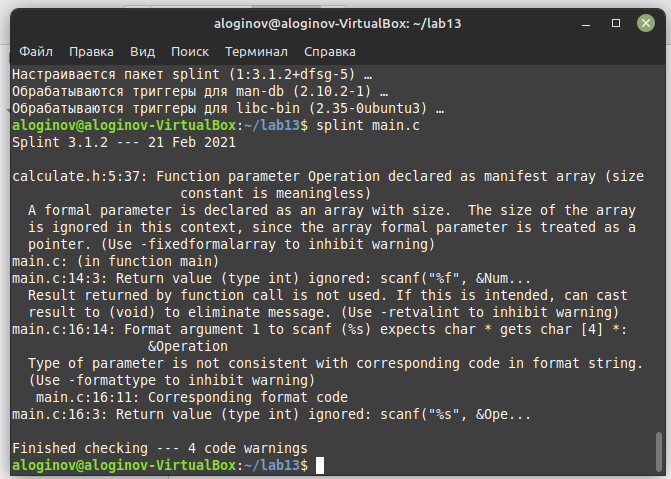 aloginov@aloginov-VirtualBox: ~/lab13
Файл Правка Вид Поиск Терминал Справка
Настраивается пакет splint (1:3.1.2+dfsg-5) …
Обрабатываются триггеры для man-db (2.10.2-1) …
Обрабатываются триггеры для libc-bin (2.35-0ubuntu3) …
aloginov@aloginov-VirtualBox:~/lab13$ splint main.c
Splint 3.1.2 --- 21 Feb 2021
calculate.h:5:37: Function parameter Operation declared as manifest array (size
constant is meaningless)
A formal parameter is declared as an array with size.  The size of the array
is ignored in this context, since the array formal parameter is treated as a
pointer. (Use -fixedformalarray to inhibit warning)
main.c: (in function main)
main.c:14:3: Return value (type int) ignored: scanf("%f", &Num...
Result returned by function call is not used. If this is intended, can cast
result to (void) to eliminate message. (Use -retvalint to inhibit warning)
main.c:16:14: Format argument 1 to scanf (%s) expects char * gets char [4] *:
&Operation
Type of parameter is not consistent with corresponding code in format string.
(Use -formattype to inhibit warning)
main.c:16:11: Corresponding format code
main.c:16:3: Return value (type int) ignored: scanf("%s", &Ope...
Finished checking --- 4 code warnings
aloginov@aloginov-VirtualBox:~/lab13$